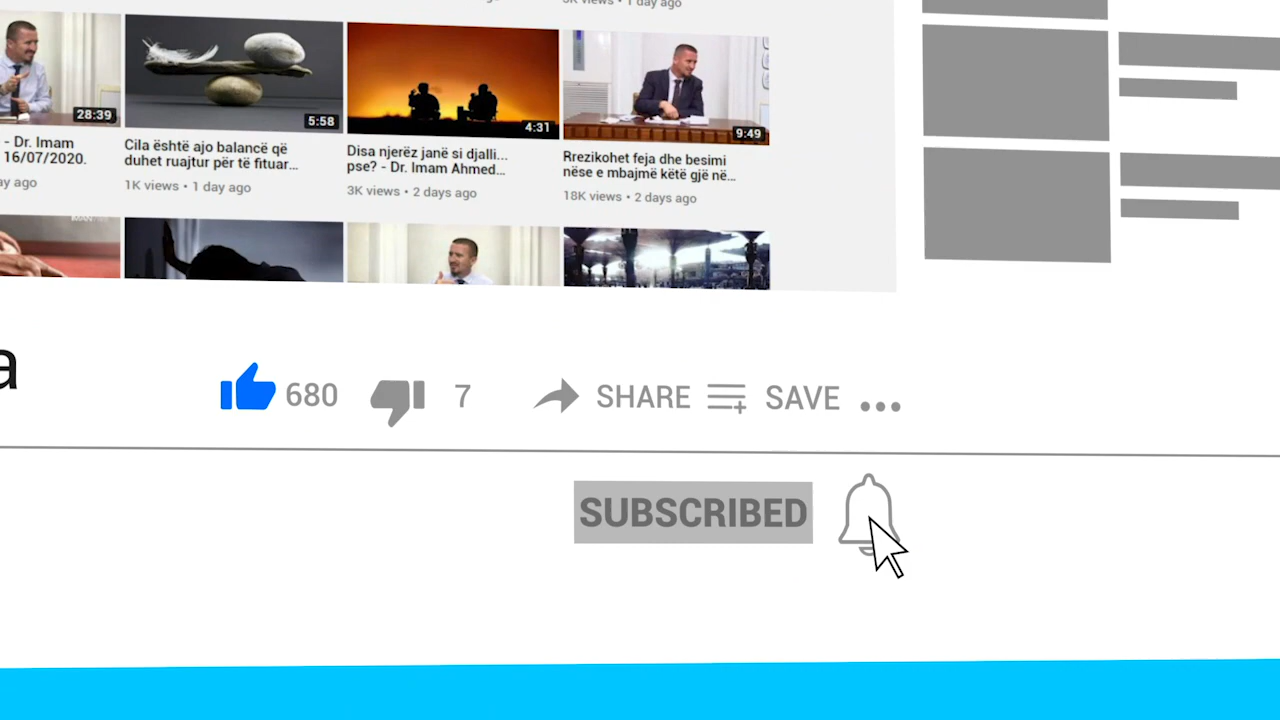 1 day ago
28:39
- Dr. Imam
16/07/2020.
ay ago
5:58
Cila është ajo balancë që
duhet ruajtur për të fituar...
1K views • 1 day ago
4:31
Disa njerëz janë si djalli...
pse? - Dr. Imam Ahmed...
3K views • 2 days ago
9:49
Rrezikohet feja dhe besimi
nëse e mbajmë këtë gjë në...
18K views • 2 days ago
a
680 7 SHARE SAVE
SUBSCRIBED